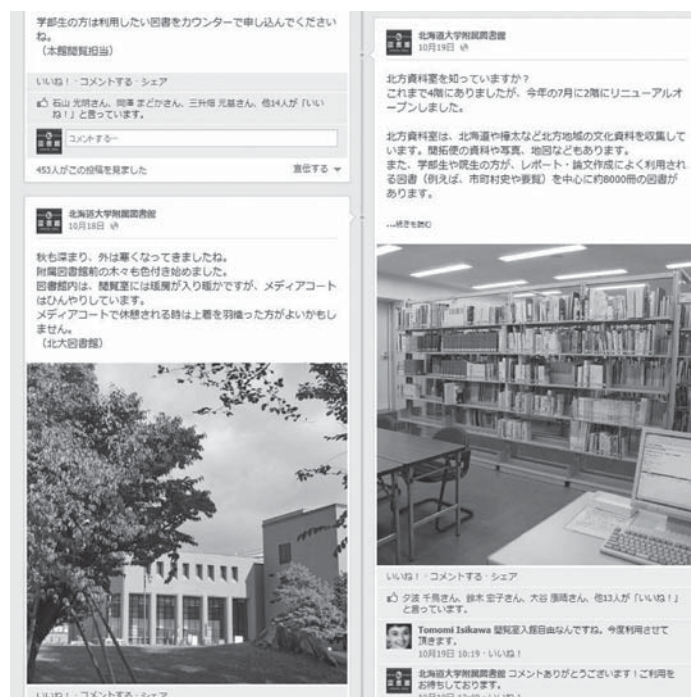 学部生の方は利用したい図書をカウンターで申し込んでください
ね。
(本館閲覧担当)
いいね!・コメントする・シェア
石山 光明さん、岡澤 まどかさん、三升畑 元基さん、他14人が「いい
ね!」と言っています。
コメントする...
453人がこの投稿を見ました
宣伝する
北海道大学附属図書館
10月18日
秋も深まり、外は寒くなってきましたね。
附属図書館前の木々も色付き始めました。
図書館内は、閲覧室には暖房が入り暖かですが、メディアコート
はひんやりしています。
メディアコートで休憩される時は上着を羽織った方がよいかもし
ません。
(北大図書館)
いいね!・コメントする・シェア
北海道大学附属図書館
10月19日
北方資料室を知っていますか?
これまで4階にありましたが、今年の7月に2階にリニューアルオ
ープンしました。
北方資料室は、北海道や樺太など北方地域の文化資料を収集して
います。開拓使の資料や写真、地図などもあります。
また、学部生や院生の方が、レポート・論文作成によく利用され
る図書(例えば、市町村史や要覧)を中心に約8000冊の図書が
あります。
...続きを読む
いいね!・コメントする・シェア
夕波 千鳥さん、鈴木 宏子さん、大谷 康晴さん、他13人が「いいね!」
と言っています。
Tomomi Isikawa 閲覧室入館自由なんですね。今度利用させて
頂きます。
10月19日 10:19・いいね!
北海道大学附属図書館 コメントありがとうございます!ご利用を
お待ちしております。